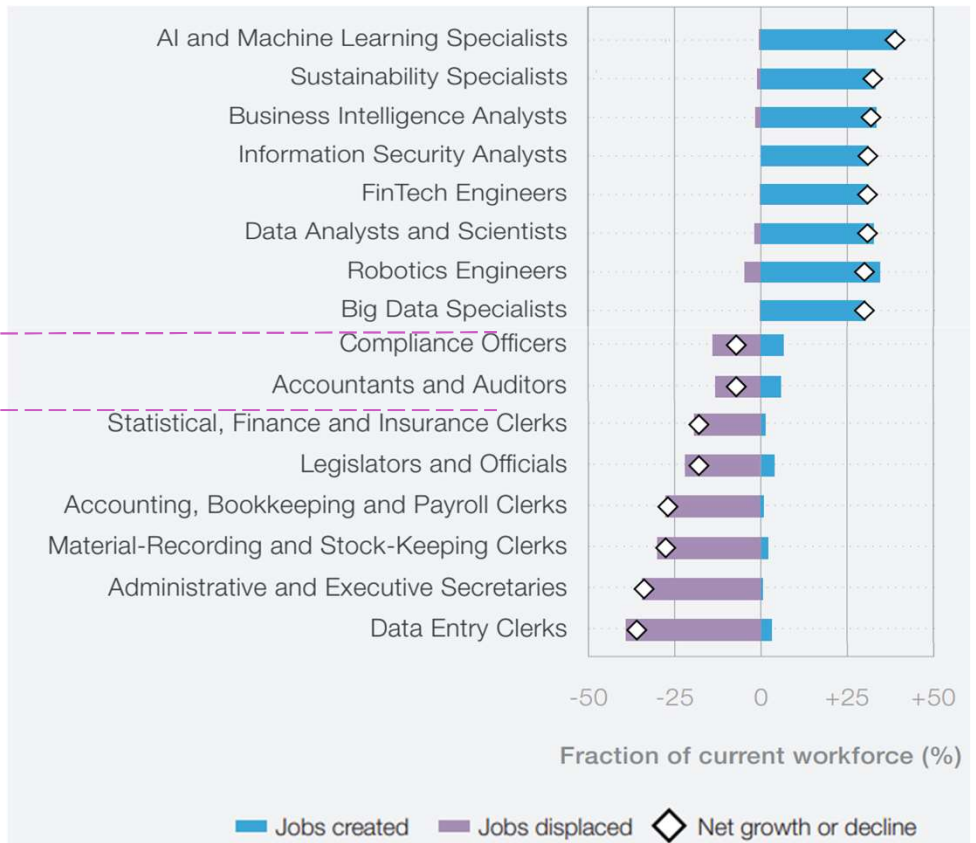 AI and Machine Learning Specialists
Sustainability Specialists
Business Intelligence Analysts
Information Security Analysts
FinTech Engineers
Data Analysts and Scientists
Robotics Engineers
Big Data Specialists
Compliance Officers
Accountants and Auditors
Statistical, Finance and Insurance Clerks
Legislators and Officials
Accounting, Bookkeeping and Payroll Clerks
Material-Recording and Stock-Keeping Clerks
Administrative and Executive Secretaries
Data Entry Clerks
-50 -25 0 +25 +50
Fraction of current workforce (%)
Jobs created Jobs displaced Net growth or decline